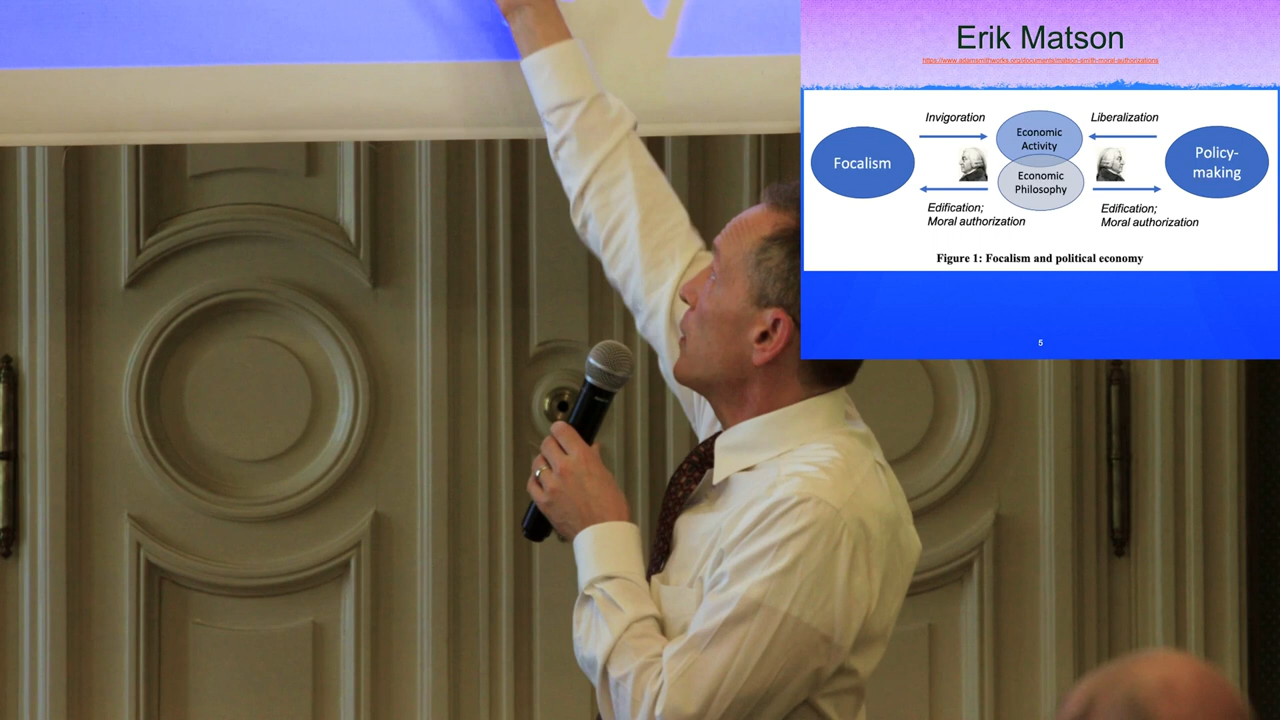 Erik Matson
https://www.adamsmithworks.org/documents/matson-smith-moral-authorizations
Invigoration
Liberalization
Focalism
Economic
Activity
Economic
Philosophy
Policy-
making
Edification;
Moral authorization
Edification;
Moral authorization
Figure 1: Focalism and political economy
5